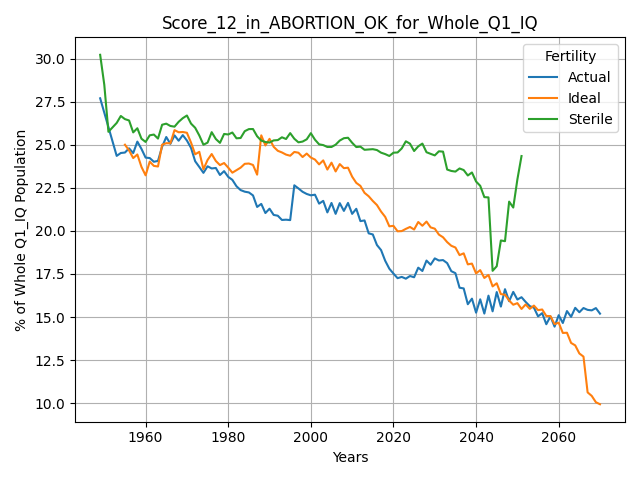 Score_12_in_ABORTION_OK_for_Whole_Q1_IQ
% of Whole Q1_IQ Population
30.0
27.5
25.0
22.5
20.0
17.5
15.0
12.5
10.0
Fertility
Actual
Ideal
Sterile
1960
1980
2000
2020
2040
2060
Years